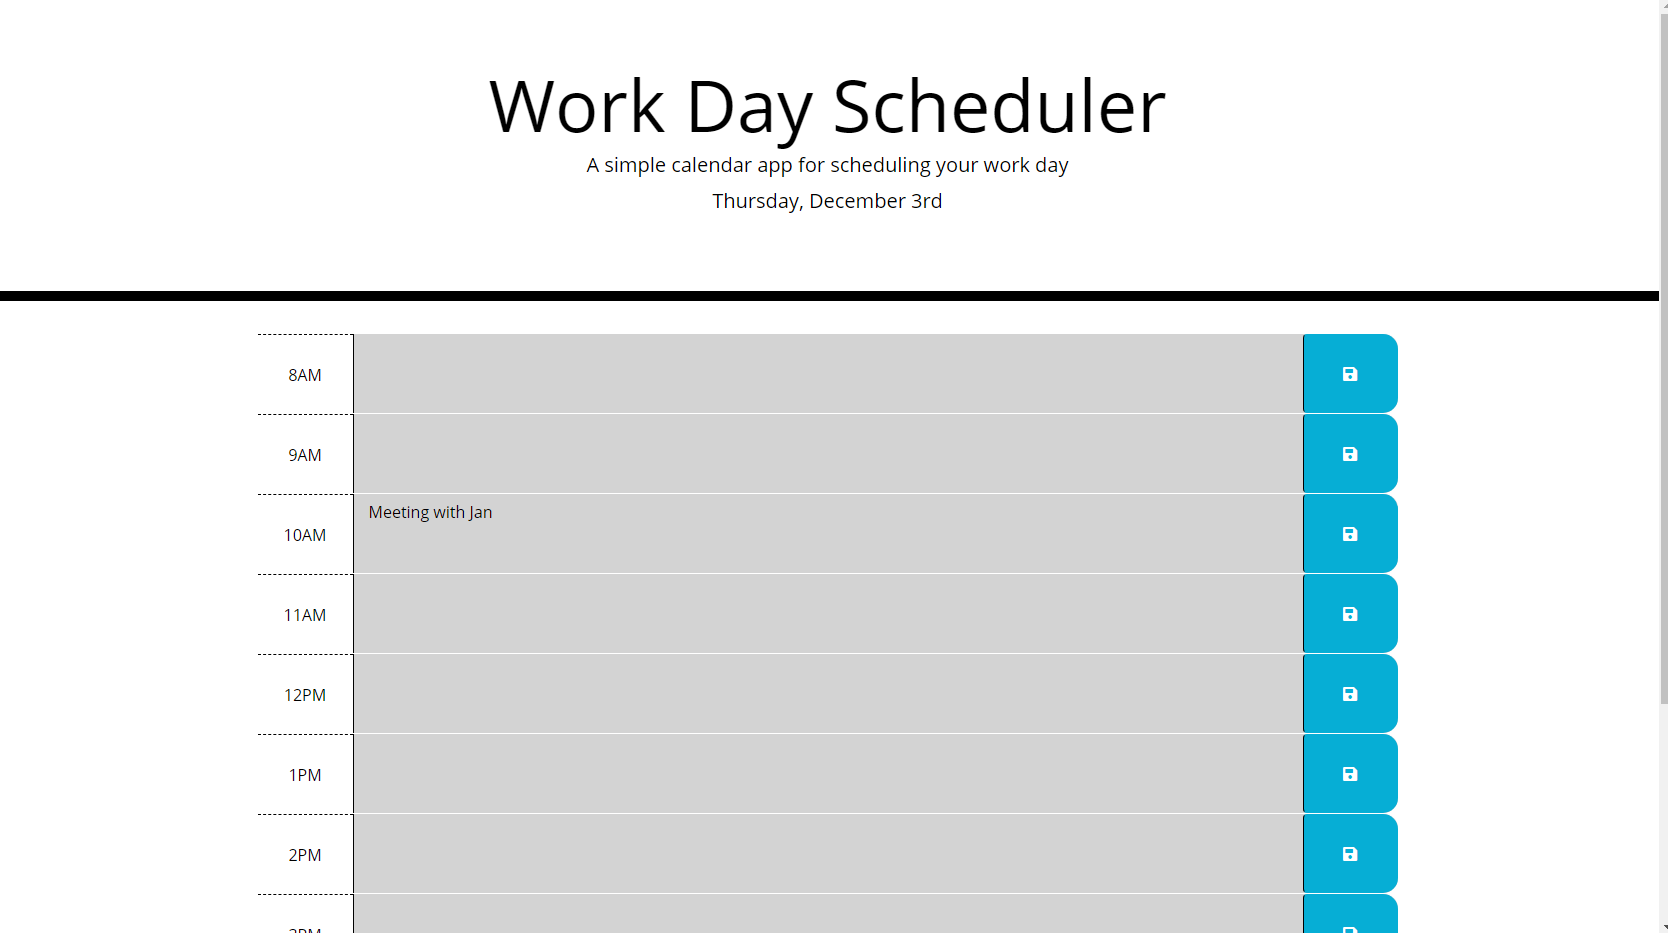 Work Day Scheduler
A simple calendar app for scheduling your work day
Thursday, December 3rd
8AM
9AM
10AM
Meeting with Jan
11AM
12PM
1PM
2PM